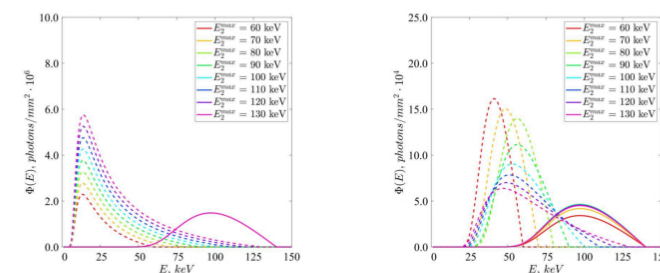 10.0
8.0
6.0
4.0
2.0
0.0
0
25
50
75
100
125
150
E, keV
Φ(E), photons/mm² · 10⁶
E₂ᵐᵃˣ = 60 keV
E₂ᵐᵃˣ = 70 keV
E₂ᵐᵃˣ = 80 keV
E₂ᵐᵃˣ = 90 keV
E₂ᵐᵃˣ = 100 keV
E₂ᵐᵃˣ = 110 keV
E₂ᵐᵃˣ = 120 keV
E₂ᵐᵃˣ = 130 keV
25.0
20.0
15.0
10.0
5.0
0.0
0
25
50
75
100
125
E, keV
Φ(E), photons/mm² · 10⁴
E₂ᵐᵃˣ = 60 keV
E₂ᵐᵃˣ = 70 keV
E₂ᵐᵃˣ = 80 keV
E₂ᵐᵃˣ = 90 keV
E₂ᵐᵃˣ = 100 keV
E₂ᵐᵃˣ = 110 keV
E₂ᵐᵃˣ = 120 keV
E₂ᵐᵃˣ = 130 keV